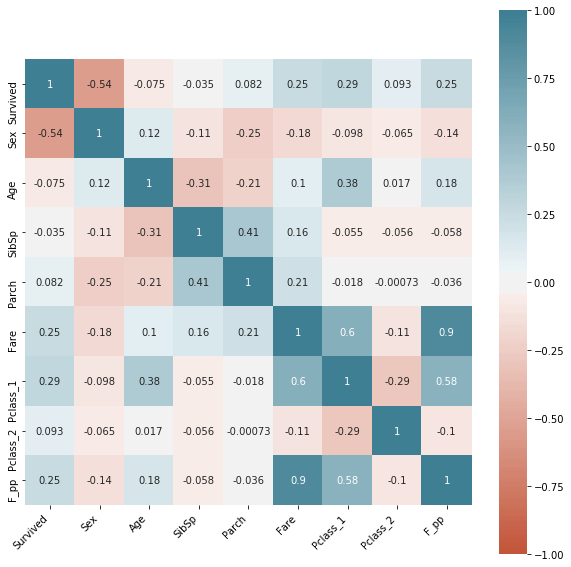 Survived 1 -0.54 -0.075 -0.035 0.082 0.25 0.29 0.093 0.25
Sex -0.54 1 0.12 -0.11 -0.25 -0.18 -0.098 -0.065 -0.14
Age -0.075 0.12 1 -0.31 -0.21 0.1 0.38 0.017 0.18
SibSp -0.035 -0.11 -0.31 1 0.41 0.16 -0.055 -0.056 -0.058
Parch 0.082 -0.25 -0.21 0.41 1 0.21 -0.018 -0.00073 -0.036
Fare 0.25 -0.18 0.1 0.16 0.21 1 0.6 -0.11 0.9
Pclass_1 0.29 -0.098 0.38 -0.055 -0.018 0.6 1 -0.29 0.58
Pclass_2 0.093 -0.065 0.017 -0.056 -0.00073 -0.11 -0.29 1 -0.1
F_pp 0.25 -0.14 0.18 -0.058 -0.036 0.9 0.58 -0.1 1
Survived Sex Age SibSp Parch Fare Pclass_1 Pclass_2 F_pp
1.00
0.75
0.50
0.25
0.00
−0.25
−0.50
−0.75
−1.00